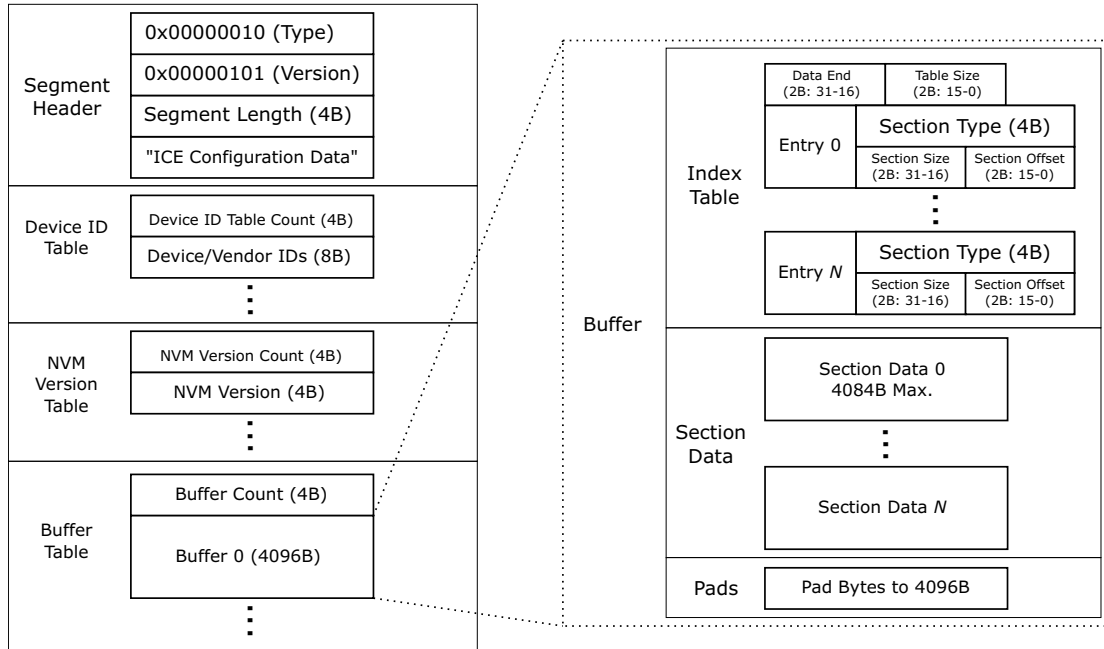 Segment
Header
0x00000010 (Type)
0x00000101 (Version)
Segment Length (4B)
"ICE Configuration Data"
Device ID
Table
Device ID Table Count (4B)
Device/Vendor IDs (8B)
NVM
Version
Table
NVM Version Count (4B)
NVM Version (4B)
Buffer
Table
Buffer Count (4B)
Buffer 0 (4096B)
Buffer
Index
Table
Data End
(2B: 31-16)
Table Size
(2B: 15-0)
Entry 0
Section Type (4B)
Section Size
(2B: 31-16)
Section Offset
(2B: 15-0)
Entry N
Section Type (4B)
Section Size
(2B: 31-16)
Section Offset
(2B: 15-0)
Section
Data
Section Data 0
4084B Max.
Section Data N
Pads
Pad Bytes to 4096B